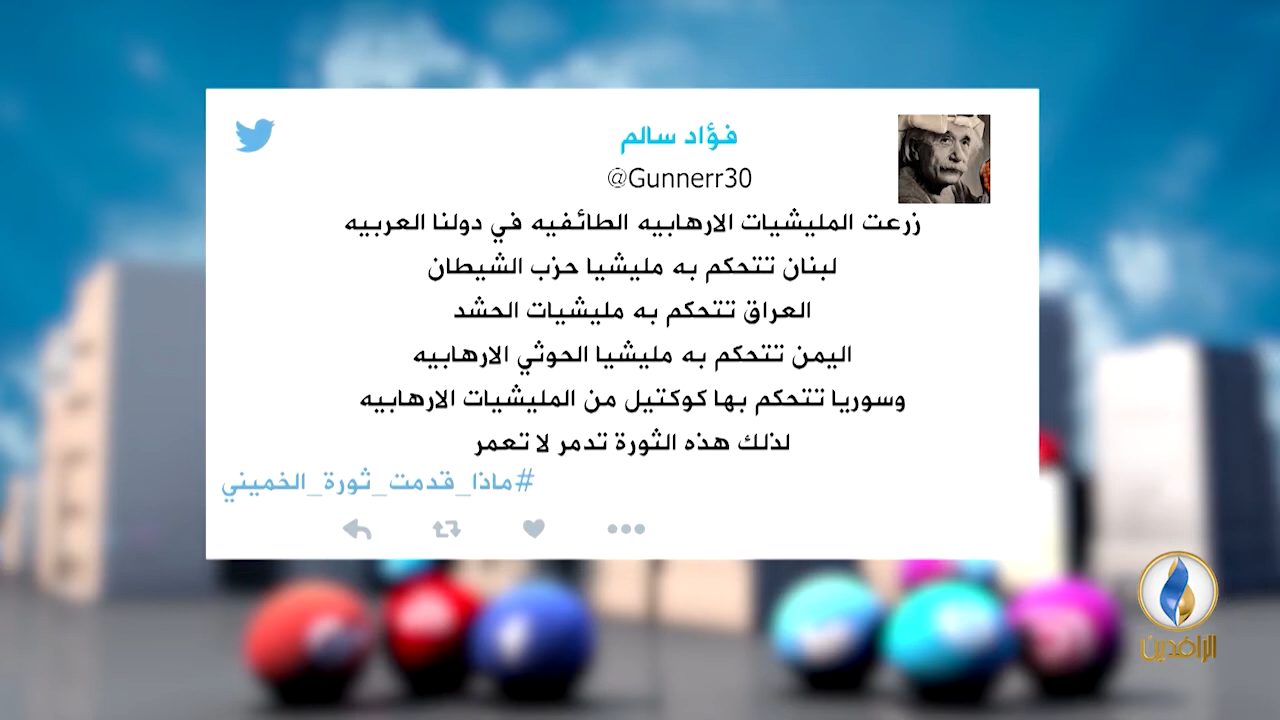 فؤاد سالم
@Gunnerr30
زرعت المليشيات الارهابيه الطائفيه في دولنا العربيه
لبنان تتحكم به مليشيا حزب الشيطان
العراق تتحكم به مليشيات الحشد
اليمن تتحكم به مليشيا الحوثي الارهابيه
وسوريا تتحكم بها كوكتيل من المليشيات الارهابيه
لذلك هذه الثورة تدمر لا تعمر
#ماذا_قدمت_ثورة_الخميني
الرافدين